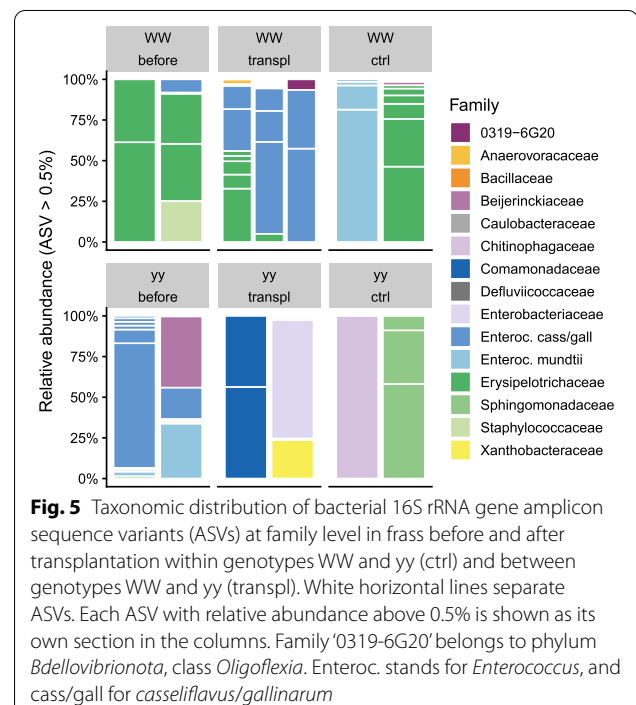 WW
before
WW
transpl
WW
ctrl
100%
75%
50%
25%
0%
yy
before
yy
transpl
yy
ctrl
100%
75%
50%
25%
0%
Relative abundance (ASV > 0.5%)
Family
0319−6G20
Anaerovoracaceae
Bacillaceae
Beijerinckiaceae
Caulobacteraceae
Chitinophagaceae
Comamonadaceae
Defluviicoccaceae
Enterobacteriaceae
Enteroc. cass/gall
Enteroc. mundtii
Erysipelotrichaceae
Sphingomonadaceae
Staphylococcaceae
Xanthobacteraceae
Fig. 5 Taxonomic distribution of bacterial 16S rRNA gene amplicon
sequence variants (ASVs) at family level in frass before and after
transplantation within genotypes WW and yy (ctrl) and between
genotypes WW and yy (transpl). White horizontal lines separate
ASVs. Each ASV with relative abundance above 0.5% is shown as its
own section in the columns. Family ‘0319-6G20’ belongs to phylum
Bdellovibrionota, class Oligoflexia. Enteroc. stands for Enterococcus, and
cass/gall for casseliflavus/gallinarum